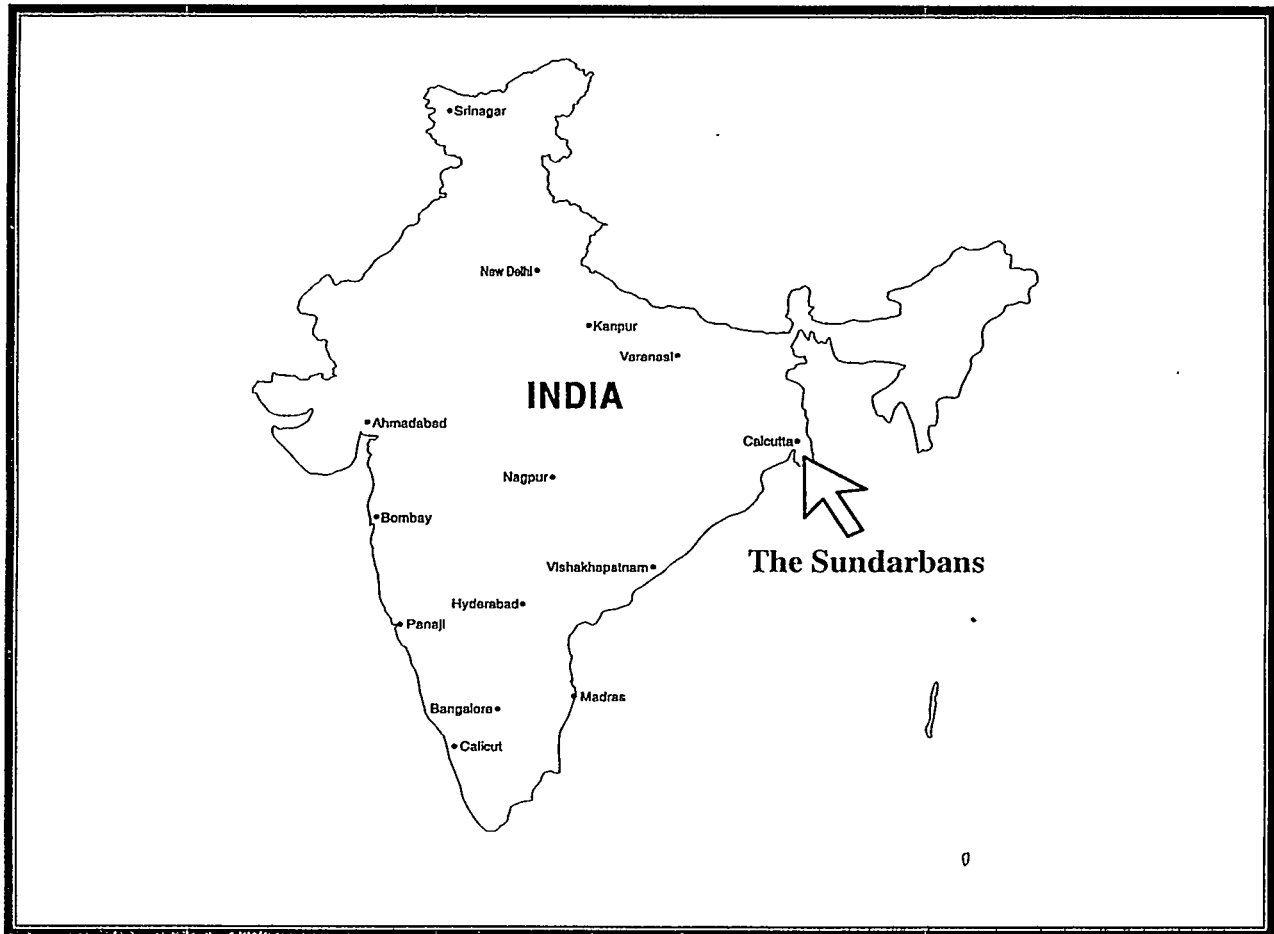 Srinagar
New Delhi
Kanpur
Varanasi
INDIA
Ahmadabad
Calcutta
Nagpur
Bombay
The Sundarbans
Vishakhapatnam
Hyderabad
Panaji
Madras
Bangalore
Calicut